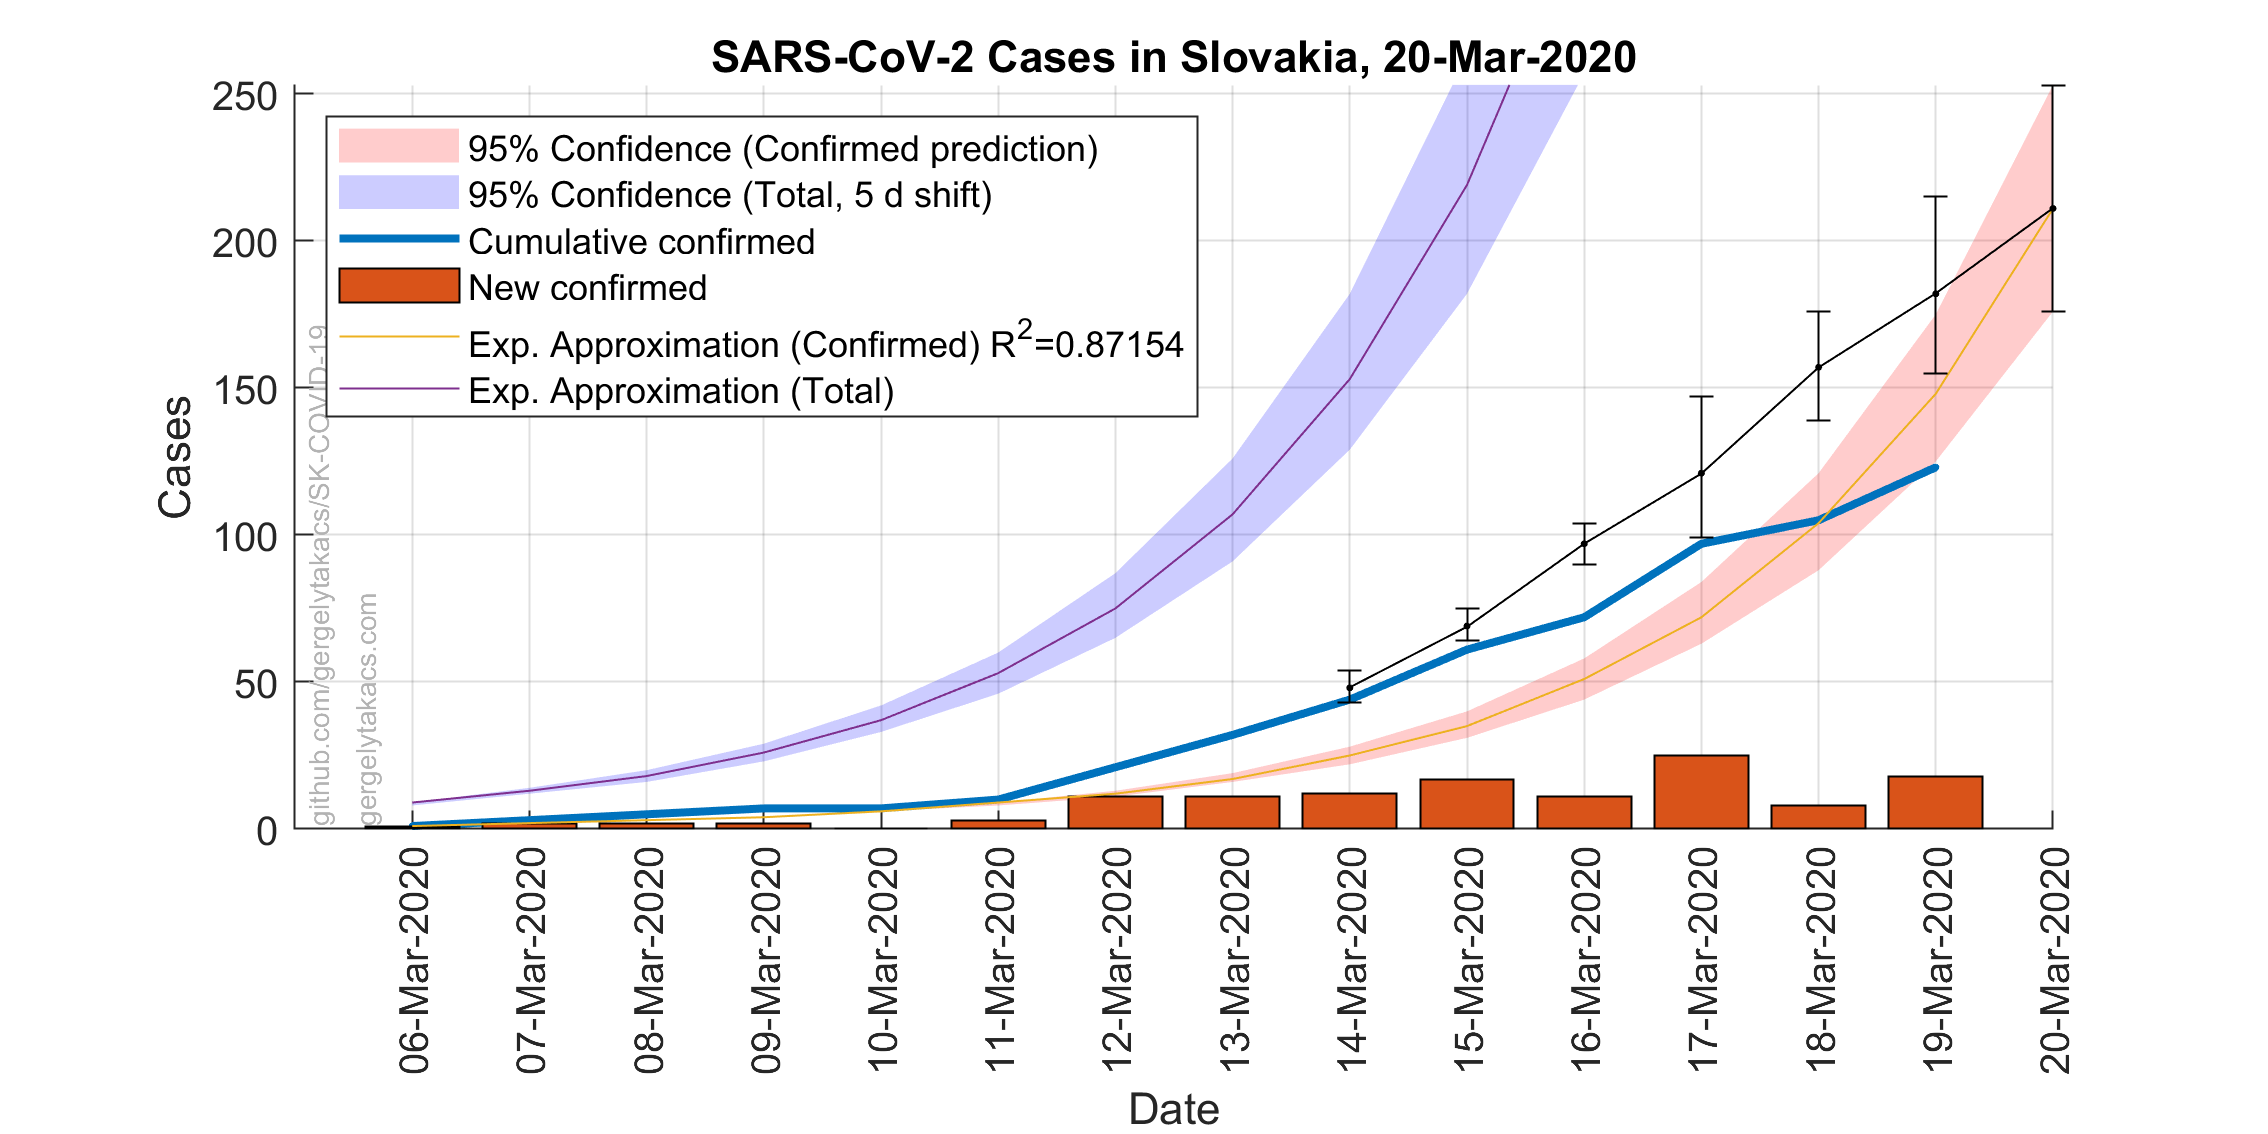 SARS-CoV-2 Cases in Slovakia, 20-Mar-2020
250
200
150
100
50
0
Cases
95% Confidence (Confirmed prediction)
95% Confidence (Total, 5 d shift)
Cumulative confirmed
New confirmed
Exp. Approximation (Confirmed) R²=0.87154
Exp. Approximation (Total)
github.com/gergelytakacs/SK-COVID-19
gergelytakacs.com
06-Mar-2020
07-Mar-2020
08-Mar-2020
09-Mar-2020
10-Mar-2020
11-Mar-2020
12-Mar-2020
13-Mar-2020
14-Mar-2020
15-Mar-2020
16-Mar-2020
17-Mar-2020
18-Mar-2020
19-Mar-2020
20-Mar-2020
Date